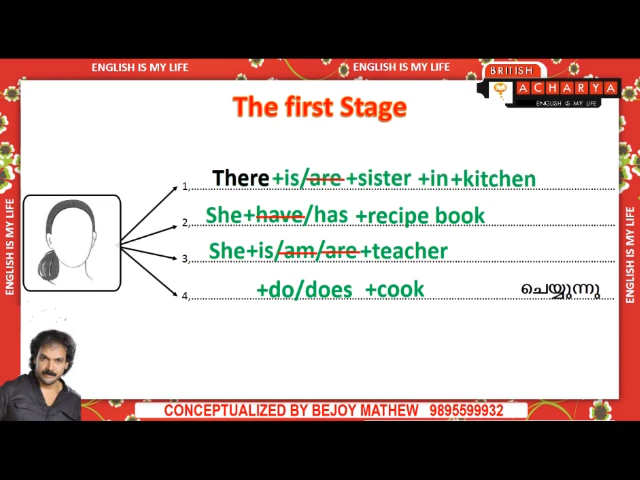 ENGLISH IS MY LIFE
ENGLISH IS MY LIFE
BRITISH
ACHARYA
ENGLISH IS MY LIFE
The first Stage
1, There +is/are +sister +in +kitchen
2, She+have/has +recipe book
3, She+is/am/are +teacher
4, +do/does +cook ചെയ്യുന്നു
ENGLISH IS MY LIFE
ENGLISH IS MY LIFE
CONCEPTUALIZED BY BEJOY MATHEW 9895599932